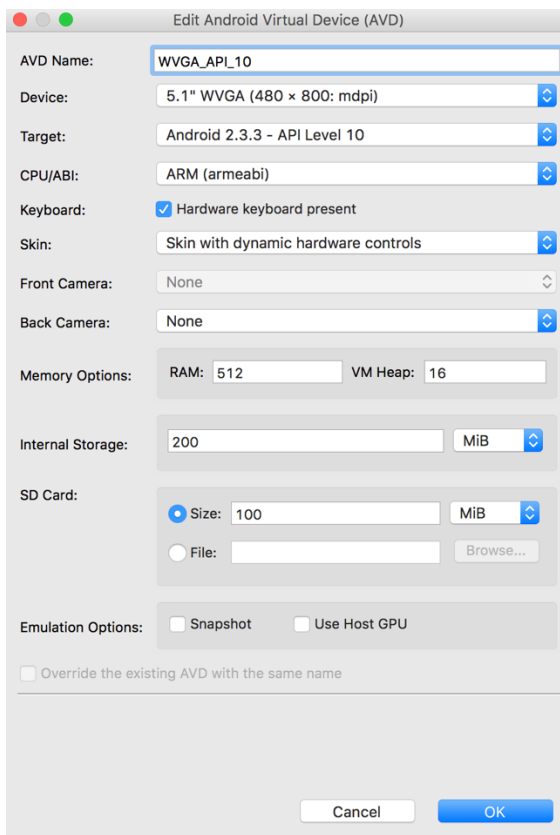 Edit Android Virtual Device (AVD)
AVD Name: WVGA_API_10
Device: 5.1" WVGA (480 × 800: mdpi)
Target: Android 2.3.3 - API Level 10
CPU/ABI: ARM (armeabi)
Keyboard: Hardware keyboard present
Skin: Skin with dynamic hardware controls
Front Camera: None
Back Camera: None
Memory Options: RAM: 512 VM Heap: 16
Internal Storage: 200 MiB
SD Card:
Size: 100 MiB
File: Browse...
Emulation Options: Snapshot Use Host GPU
Override the existing AVD with the same name
Cancel OK